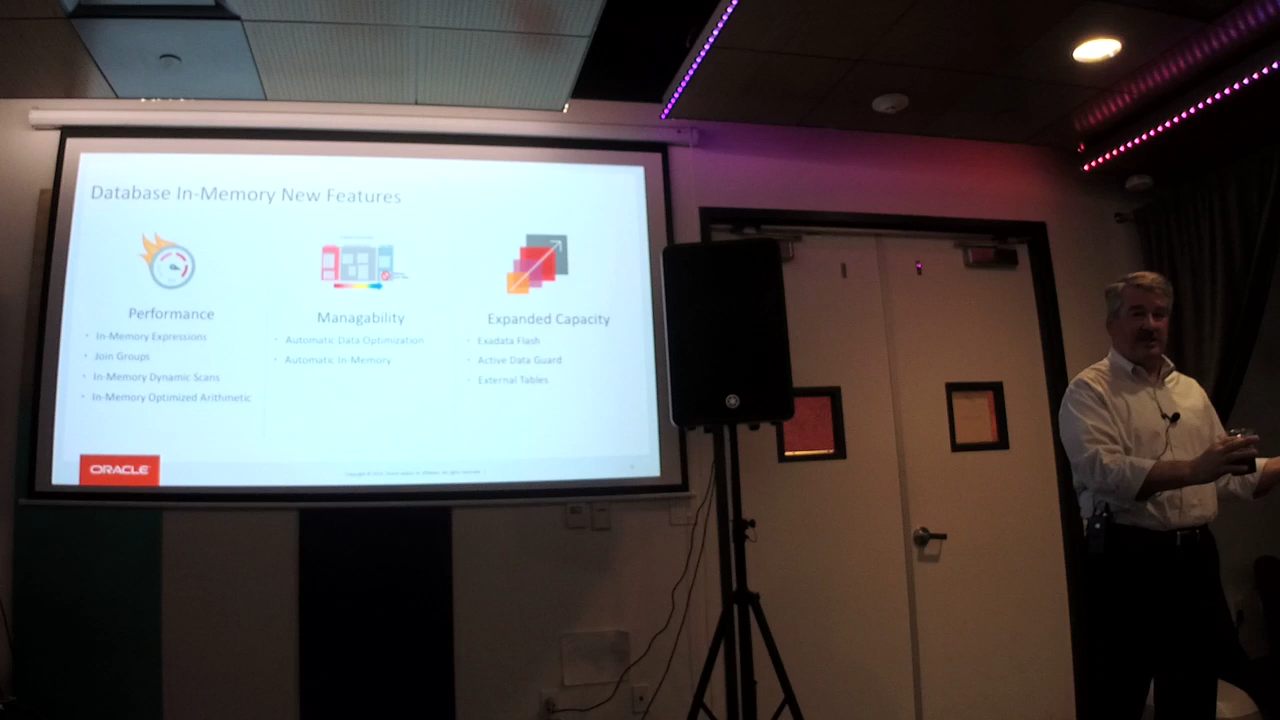 Database In-Memory New Features
Performance
In-Memory Expressions
Join Groups
In-Memory Dynamic Scans
In-Memory Optimized Arithmetic
Managability
Automatic Data Optimization
Automatic In-Memory
Expanded Capacity
Exadata Flash
Active Data Guard
External Tables
ORACLE